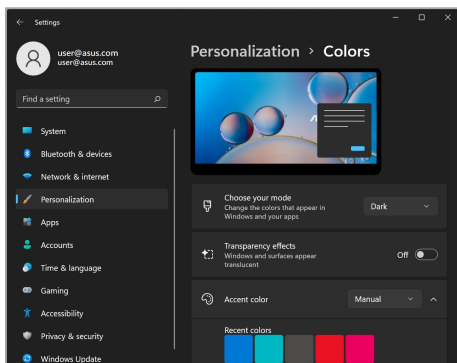 Settings
user@asus.com
user@asus.com
Find a setting
System
Bluetooth & devices
Network & internet
Personalization
Apps
Accounts
Time & language
Gaming
Accessibility
Privacy & security
Windows Update
Personalization > Colors
Choose your mode
Change the colors that appear in
Windows and your apps
Dark
Transparency effects
Windows and surfaces appear
translucent
Off
Accent color
Manual
Recent colors